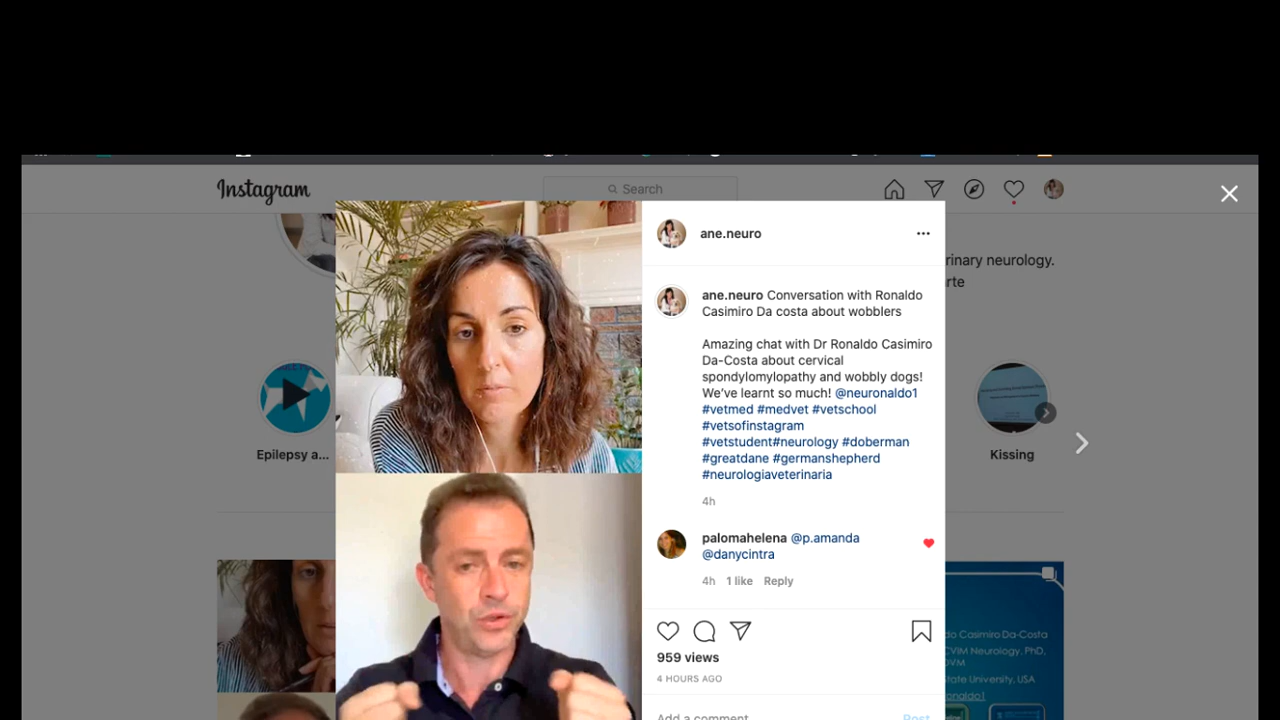 Instagram
Search
ane.neuro
rinary neurology.
rte
ane.neuro Conversation with Ronaldo
Casimiro Da costa about wobblers
Amazing chat with Dr Ronaldo Casimiro
Da-Costa about cervical
spondylomylopathy and wobbly dogs!
We've learnt so much! @neuronaldo1
#vetmed #medvet #vetschool
#vetsofinstagram
#vetstudent#neurology #doberman
#greatdane #germanshepherd
#neurologiaveterinaria
4h
Epilepsy a...
Kissing
palomahelena @p.amanda
@danycintra
4h 1 like Reply
959 views
4 HOURS AGO
Add a comment
Post
do Casimiro Da-Costa
CVIM Neurology, PhD,
DVM
State University, USA
onaldo1